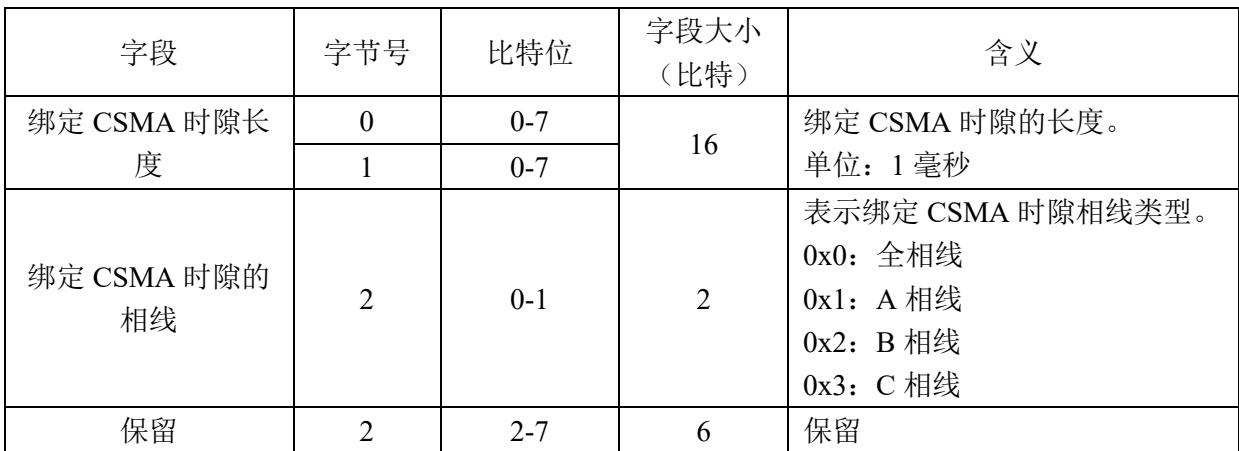 字段 字节号 比特位 字段大小（比特） 含义
绑定 CSMA 时隙长度 0 0-7 16 绑定 CSMA 时隙的长度。
1 0-7 单位：1 毫秒
绑定 CSMA 时隙的相线 2 0-1 2 表示绑定 CSMA 时隙相线类型。
0x0：全相线
0x1：A 相线
0x2：B 相线
0x3：C 相线
保留 2 2-7 6 保留